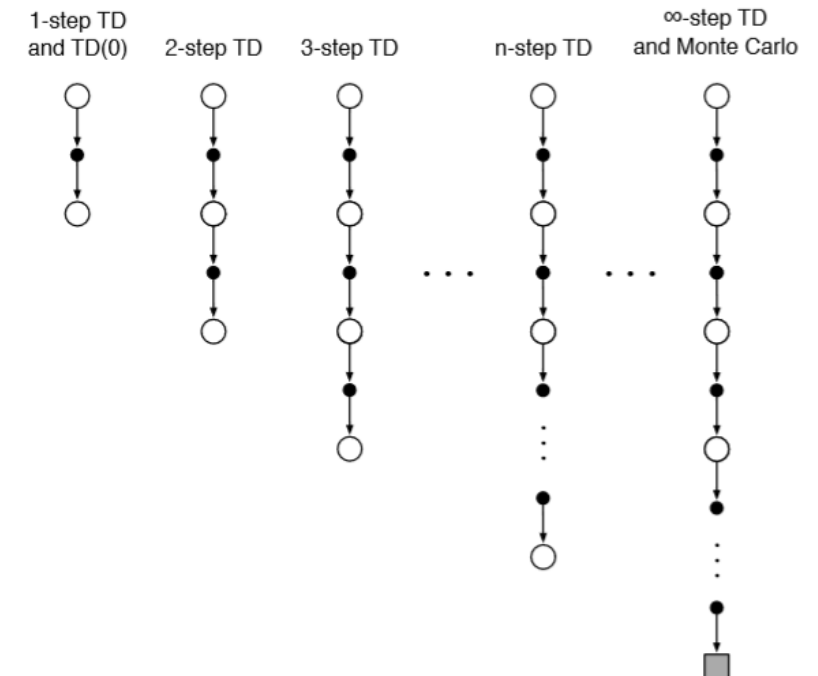 1-step TD
and TD(0)
2-step TD
3-step TD
n-step TD
∞-step TD
and Monte Carlo